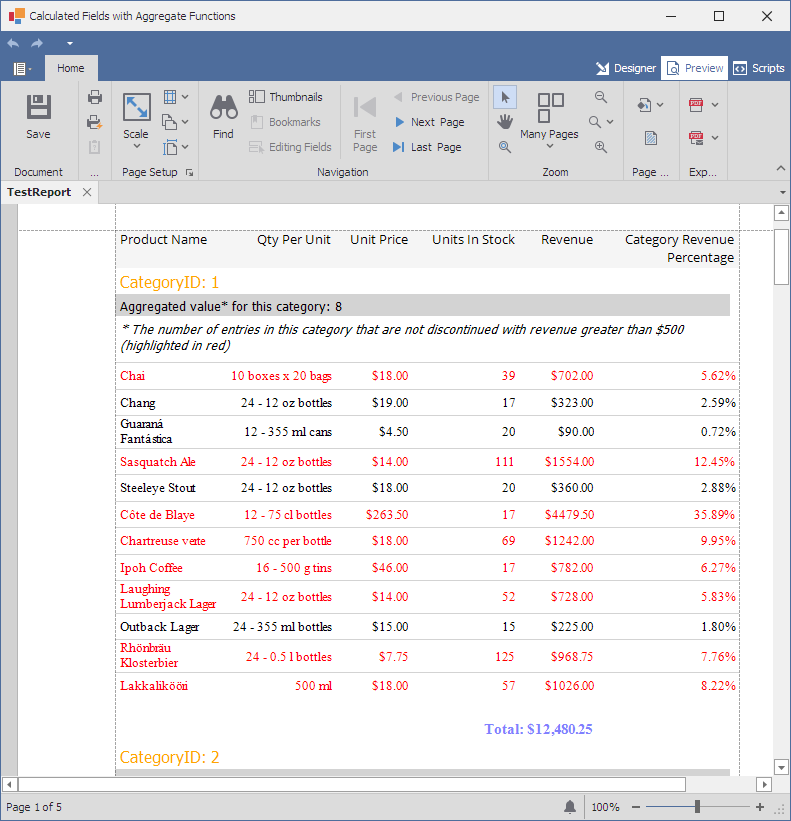 Calculated Fields with Aggregate Functions
Home
Designer
Preview
Scripts
Save
Document
...
Scale
Page Setup
Find
Thumbnails
Bookmarks
Editing Fields
First
Page
Previous Page
Next Page
Last Page
Navigation
Many Pages
Zoom
Page ...
PDF
PDF
Exp...
TestReport
Product Name Qty Per Unit Unit Price Units In Stock Revenue Category Revenue
Percentage
CategoryID: 1
Aggregated value* for this category: 8
* The number of entries in this category that are not discontinued with revenue greater than $500
(highlighted in red)
Chai 10 boxes x 20 bags $18.00 39 $702.00 5.62%
Chang 24 - 12 oz bottles $19.00 17 $323.00 2.59%
Guaraná
Fantástica 12 - 355 ml cans $4.50 20 $90.00 0.72%
Sasquatch Ale 24 - 12 oz bottles $14.00 111 $1554.00 12.45%
Steeleye Stout 24 - 12 oz bottles $18.00 20 $360.00 2.88%
Côte de Blaye 12 - 75 cl bottles $263.50 17 $4479.50 35.89%
Chartreuse verte 750 cc per bottle $18.00 69 $1242.00 9.95%
Ipoh Coffee 16 - 500 g tins $46.00 17 $782.00 6.27%
Laughing
Lumberjack Lager 24 - 12 oz bottles $14.00 52 $728.00 5.83%
Outback Lager 24 - 355 ml bottles $15.00 15 $225.00 1.80%
Rhönbräu
Klosterbier 24 - 0.5 l bottles $7.75 125 $968.75 7.76%
Lakkalikööri 500 ml $18.00 57 $1026.00 8.22%
Total: $12,480.25
CategoryID: 2
Page 1 of 5
100%